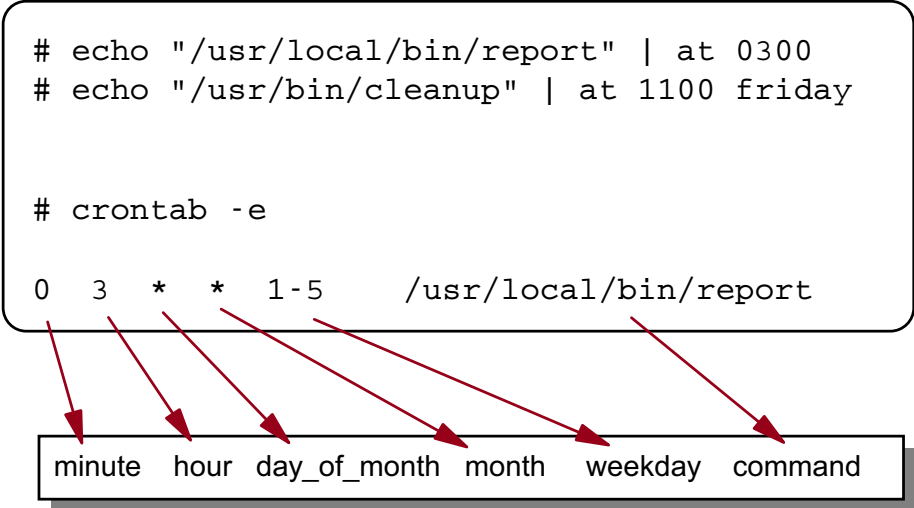 # echo "/usr/local/bin/report" | at 0300
# echo "/usr/bin/cleanup" | at 1100 friday
# crontab -e
0 3 * * 1-5 /usr/local/bin/report
minute hour day_of_month month weekday command